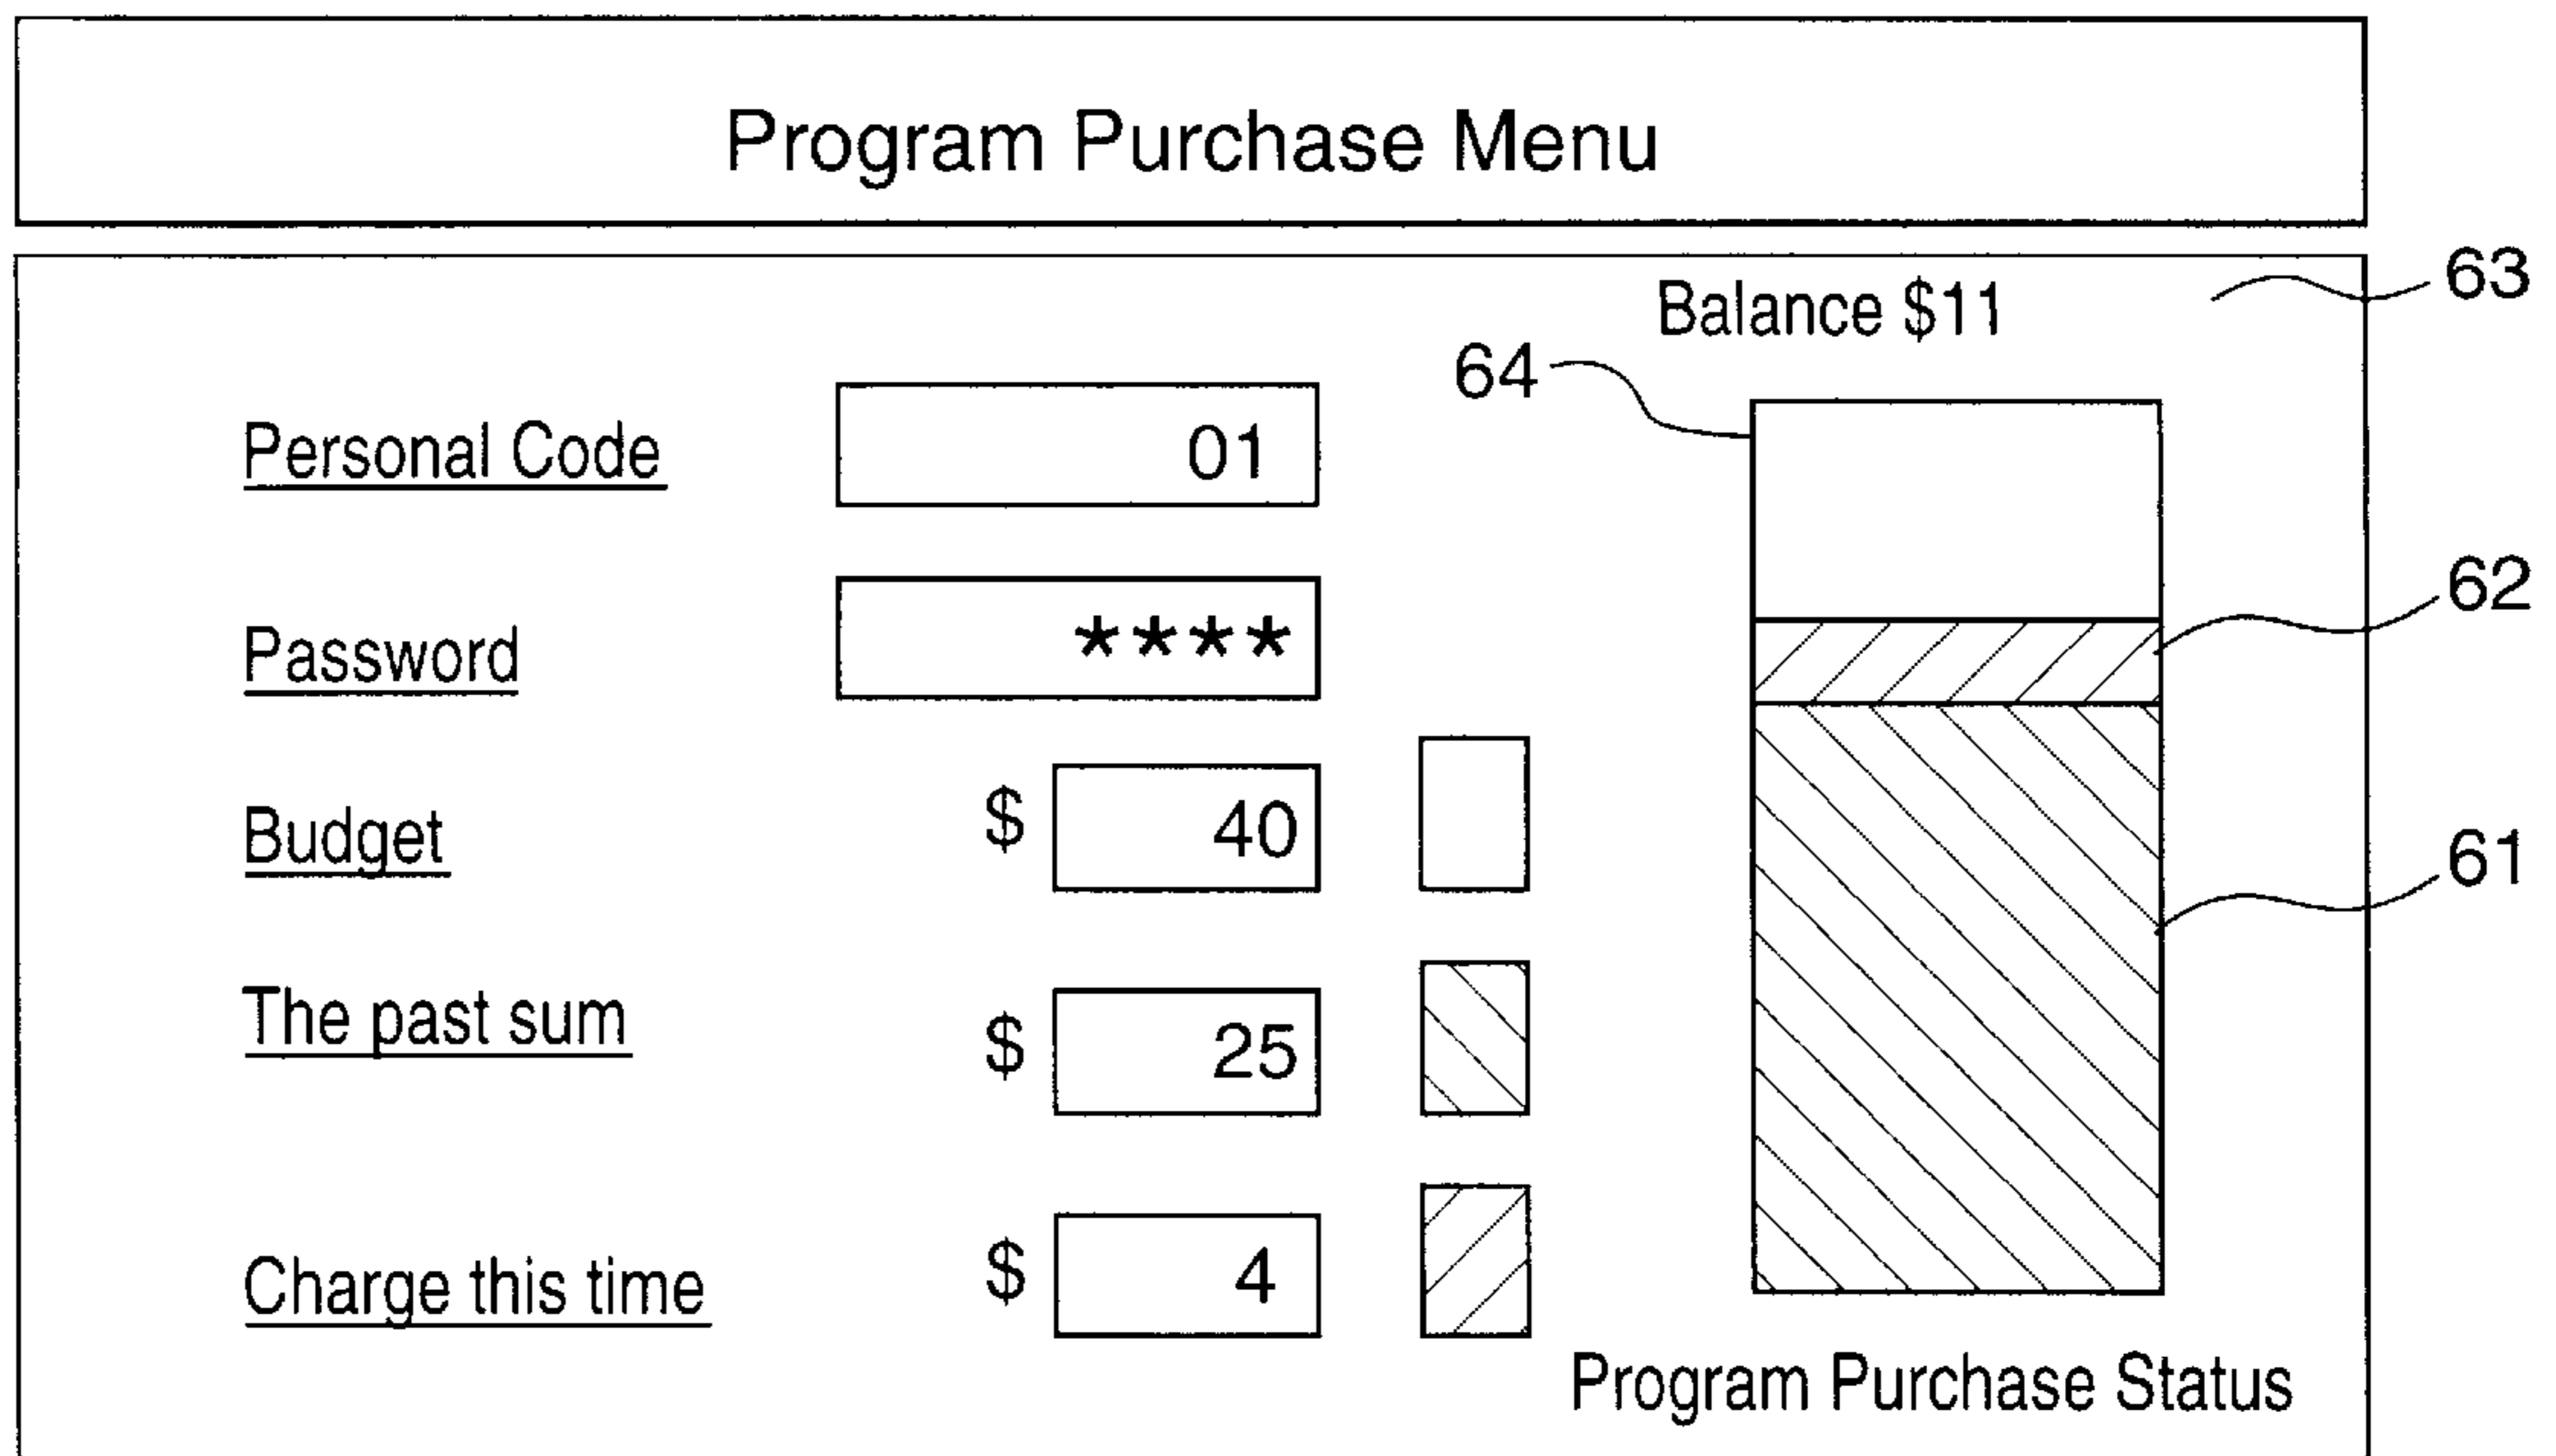 Program Purchase Menu
63
Balance $11
64
Personal Code 01
62
Password ****
Budget $ 40
61
The past sum $ 25
Charge this time $ 4
Program Purchase Status